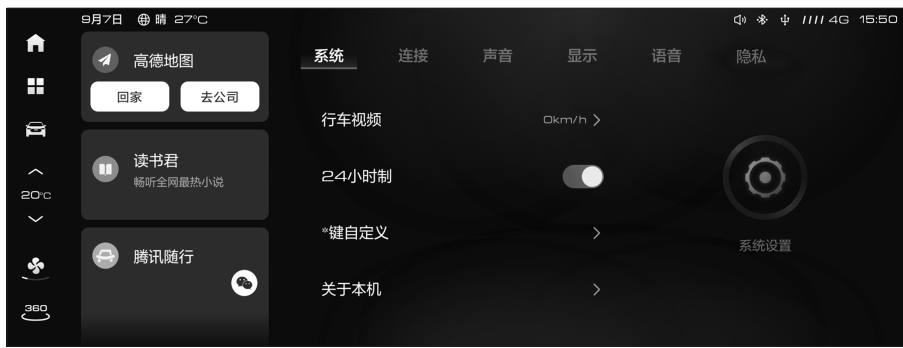 9月7日 晴 27°C
4G 15:50
20°C
360
高德地图
回家 去公司
读书君
畅听全网最热小说
腾讯随行
系统 连接 声音 显示 语音 隐私
行车视频 0km/h
24小时制
*键自定义
关于本机
系统设置